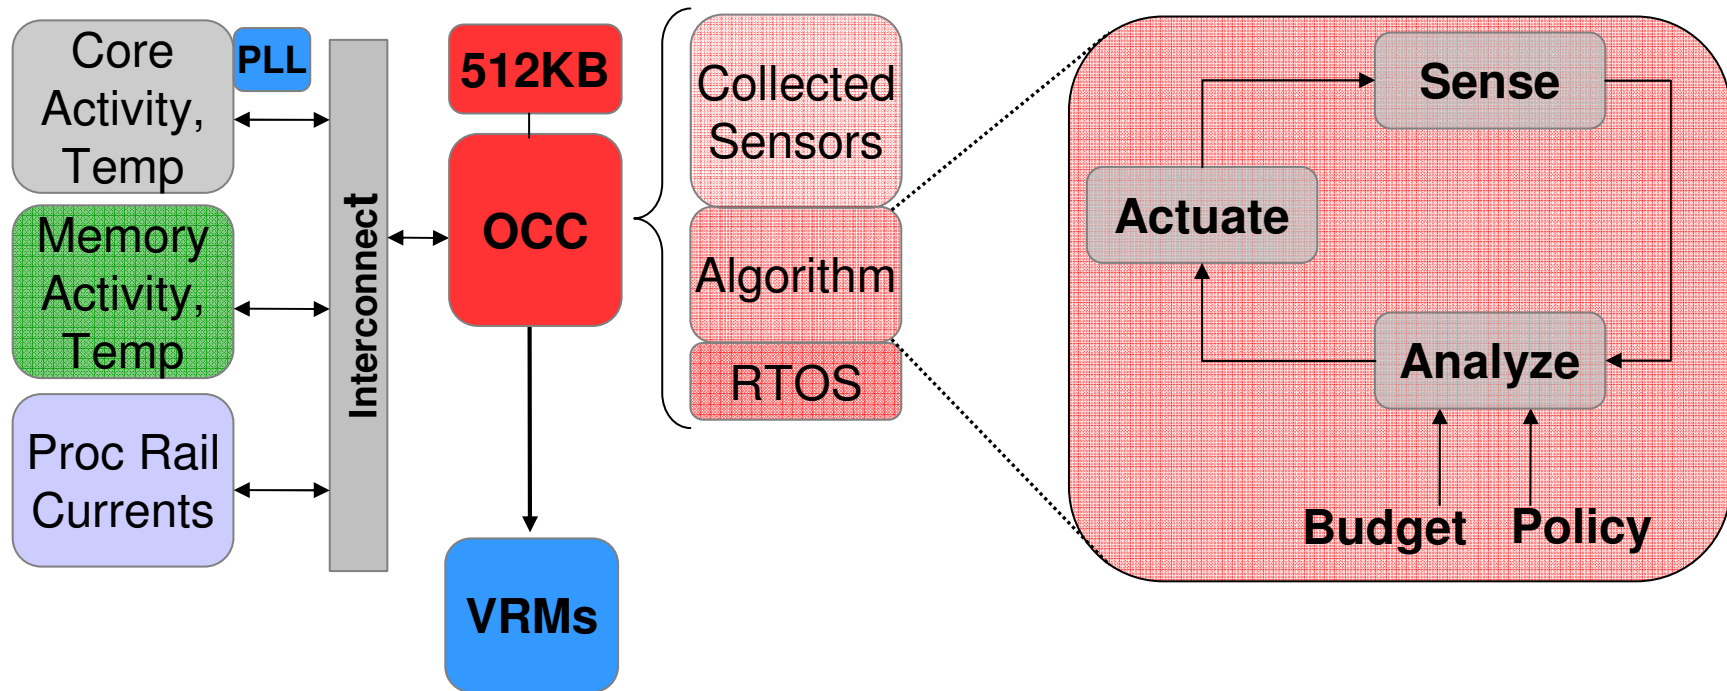 Core
Activity,
Temp
PLL
Memory
Activity,
Temp
Proc Rail
Currents
Interconnect
512KB
OCC
VRMs
Collected
Sensors
Algorithm
RTOS
Sense
Actuate
Analyze
Budget
Policy